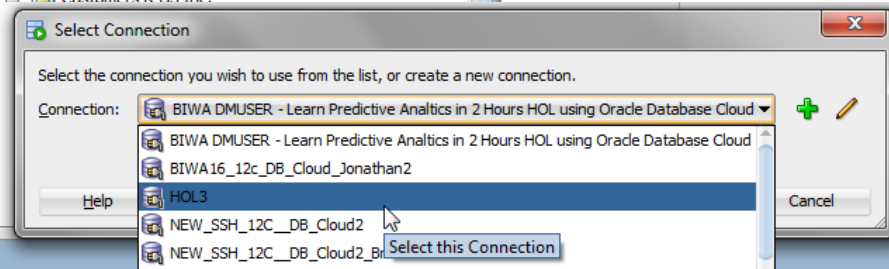 Select Connection
Select the connection you wish to use from the list, or create a new connection.
Connection:
BIWA DMUSER - Learn Predictive Analtics in 2 Hours HOL using Oracle Database Cloud
BIWA DMUSER - Learn Predictive Analtics in 2 Hours HOL using Oracle Database Cloud
BIWA16_12c_DB_Cloud_Jonathan2
Help
HOL3
Cancel
NEW_SSH_12C__DB_Cloud2
Select this Connection
NEW_SSH_12C__DB_Cloud2_Br